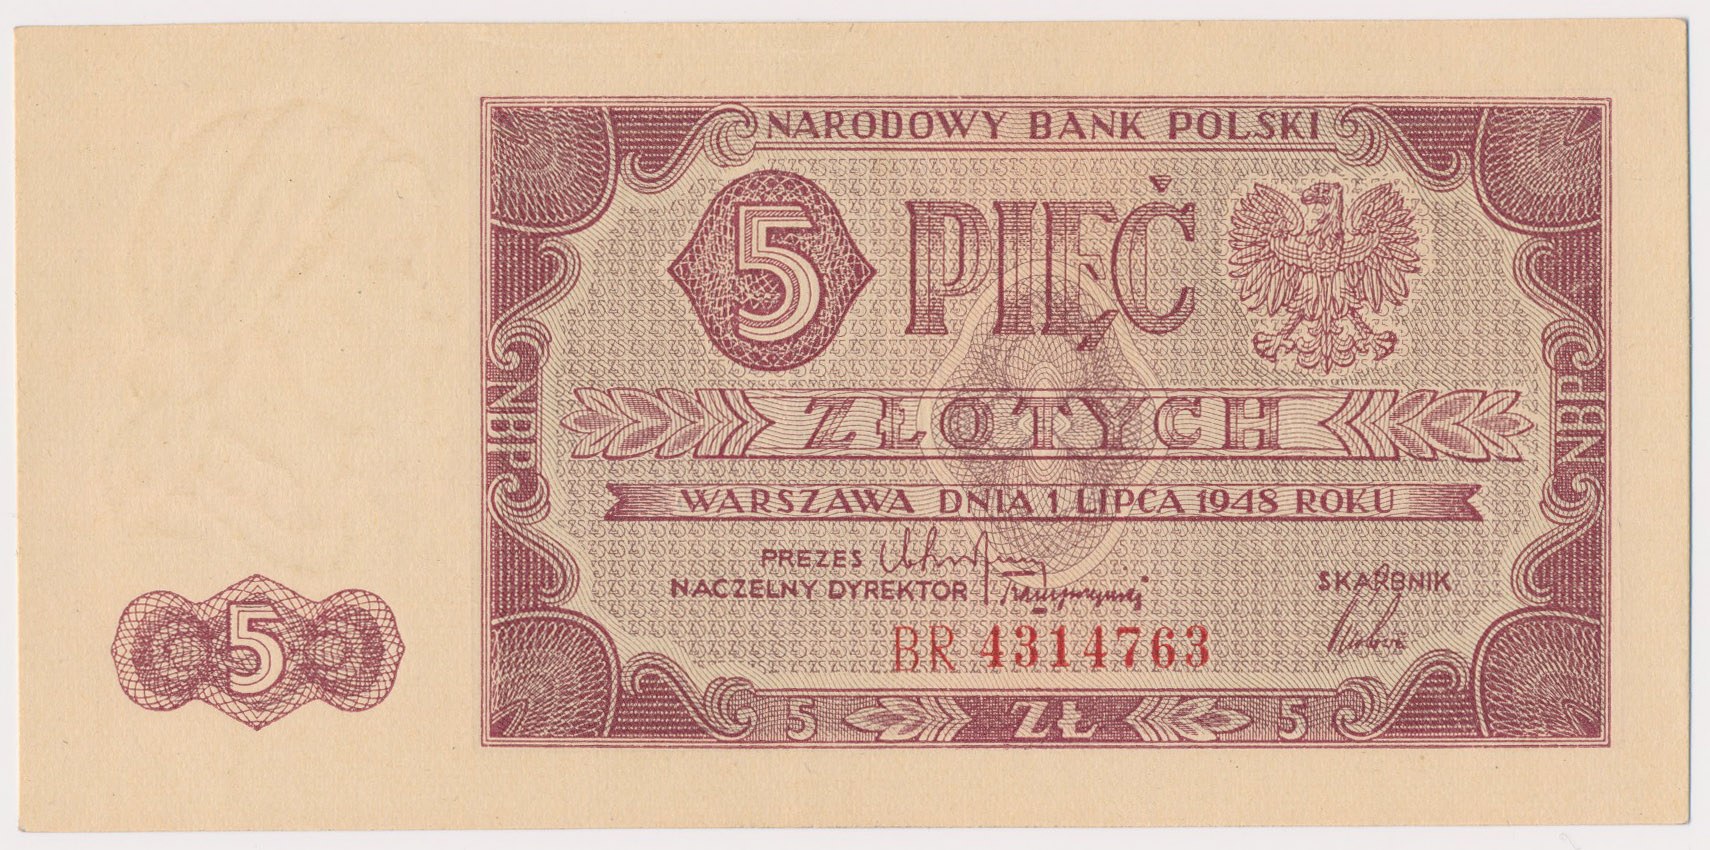 NARODOWY BANK POLSKI
5 PIĘĆ
ZŁOTYCH
WARSZAWA DNIA 1 LIPCA 1948 ROKU
PREZES
NACZELNY DYREKTOR
SKARBNIK
BR 4314763
5 ZŁ 5
NBP
NBP
5